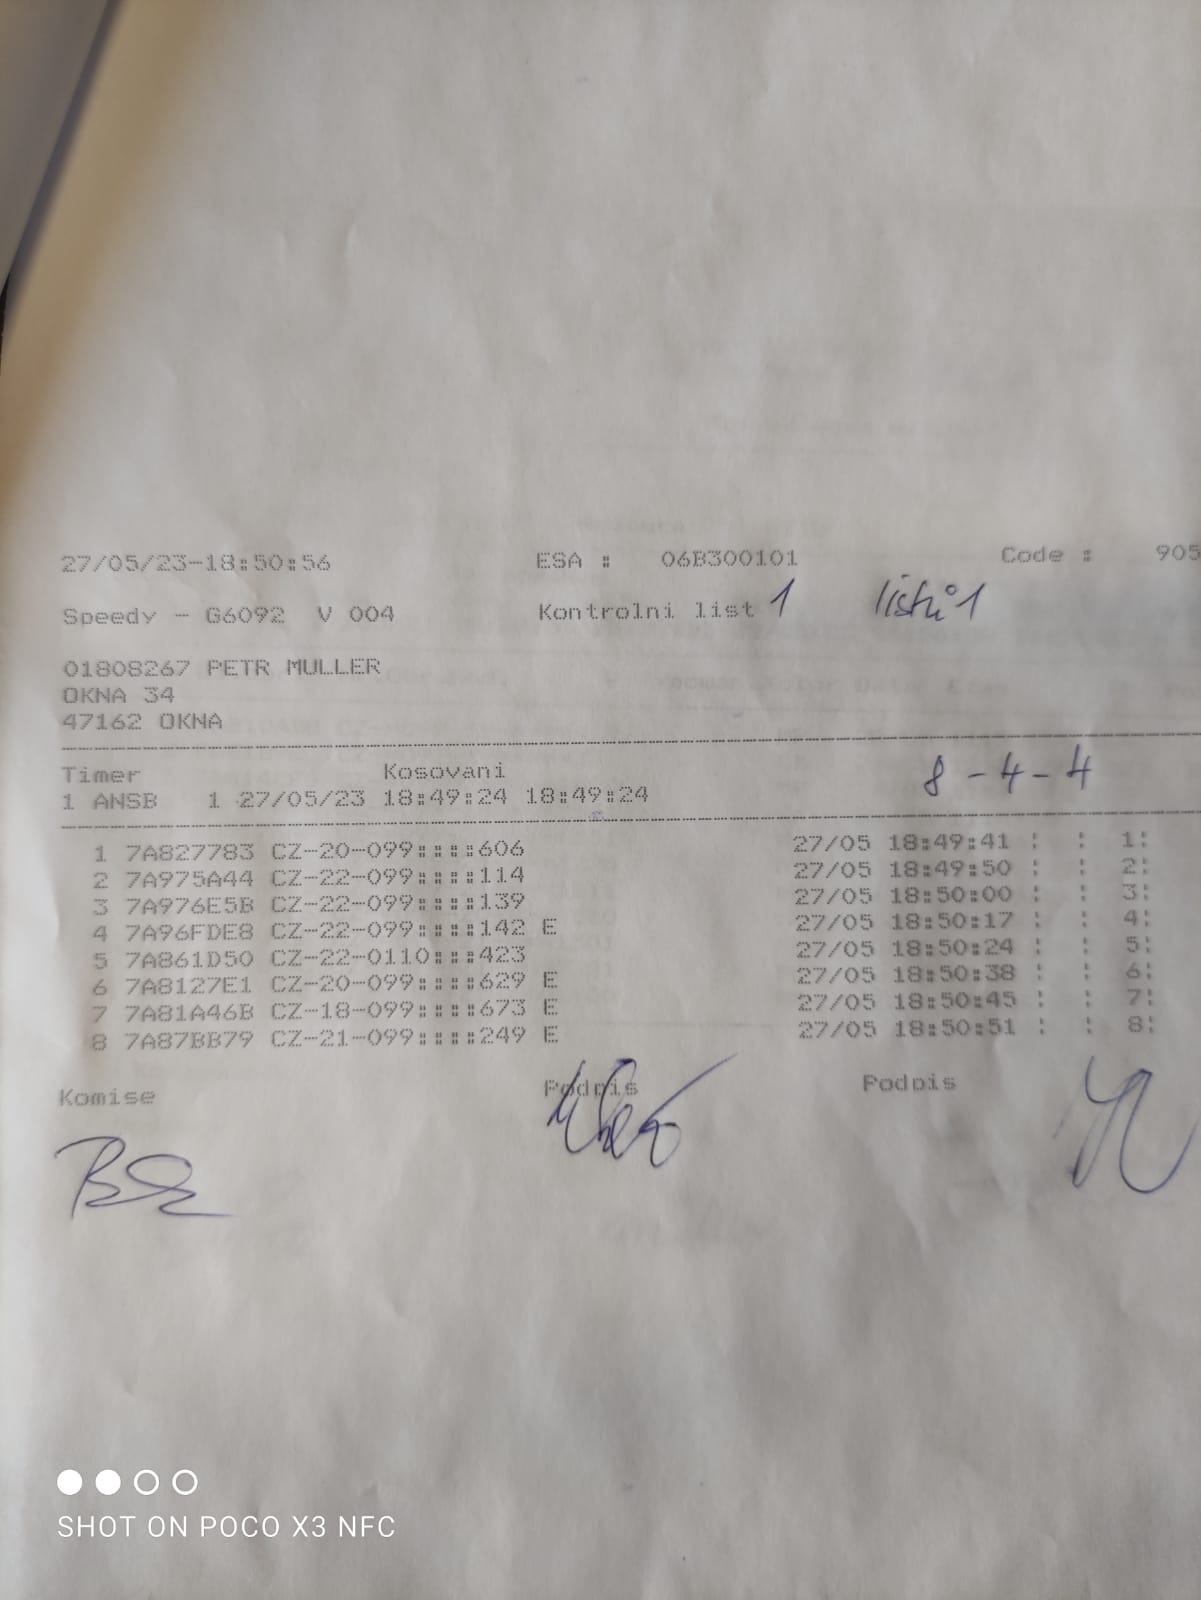 27/05/23-18:50:56 ESA : 06B300101 Code : 905
Speedy - G6092 V 004 Kontrolni list 1 listů 1
01808267 PETR MULLER
OKNA 34
47162 OKNA
Timer Kosovani 8-4-4
1 ANSB 1 27/05/23 18:49:24 18:49:24
1 7A827783 CZ-20-099::::606 27/05 18:49:41 : : 1:
2 7A975A44 CZ-22-099::::114 27/05 18:49:50 : : 2:
3 7A976E5B CZ-22-099::::139 27/05 18:50:00 : : 3:
4 7A96FDE8 CZ-22-099::::142 E 27/05 18:50:17 : : 4:
5 7A861D50 CZ-22-0110:::423 27/05 18:50:24 : : 5:
6 7A8127E1 CZ-20-099::::629 E 27/05 18:50:38 : : 6:
7 7A81A46B CZ-18-099::::673 E 27/05 18:50:45 : : 7:
8 7A87BB79 CZ-21-099::::249 E 27/05 18:50:51 : : 8:
Komise Podpis Podpis
SHOT ON POCO X3 NFC